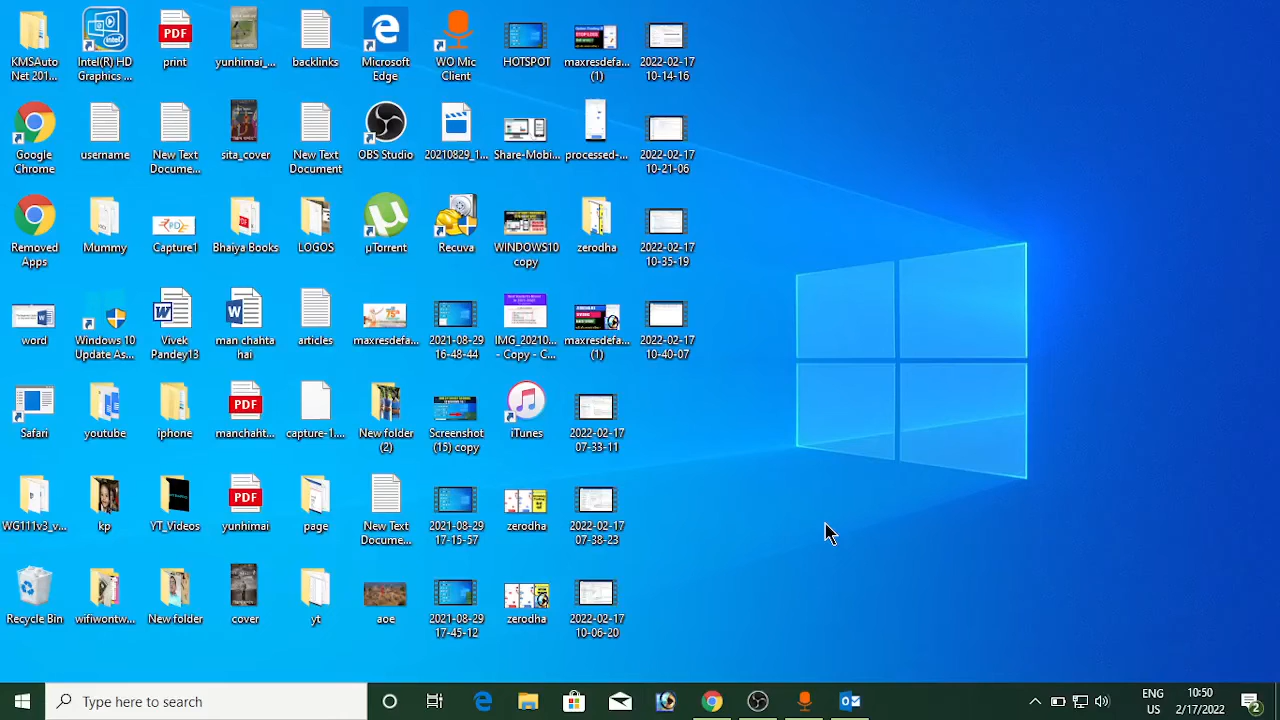 KMSAuto
Net 201...
Intel(R) HD
Graphics ...
print
yunhimai_...
backlinks
Microsoft
Edge
WO Mic
Client
HOTSPOT
maxresdefa...
(1)
2022-02-17
10-14-16
Google
Chrome
username
New Text
Docume...
sita_cover
New Text
Document
OBS Studio
20210829_1...
Share-Mobi...
processed-...
2022-02-17
10-21-06
Removed
Apps
Mummy
Capture1
Bhaiya Books
LOGOS
µTorrent
Recuva
WINDOWS10
copy
zerodha
2022-02-17
10-35-19
word
Windows 10
Update As...
Vivek
Pandey13
man chahta
hai
articles
maxresdefa...
2021-08-29
16-48-44
IMG_20210...
- Copy - C...
maxresdefa...
(1)
2022-02-17
10-40-07
Safari
youtube
iphone
PDF
manchaht...
capture-1....
New folder
(2)
Screenshot
(15) copy
iTunes
2022-02-17
07-33-11
WG111v3_v...
kp
YT_Videos
PDF
yunhimai
page
New Text
Docume...
2021-08-29
17-15-57
zerodha
2022-02-17
07-38-23
Recycle Bin
wifiwontw...
New folder
cover
yt
aoe
2021-08-29
17-45-12
zerodha
2022-02-17
10-06-20
Type here to search
ENG
US
10:50
2/17/2022
2